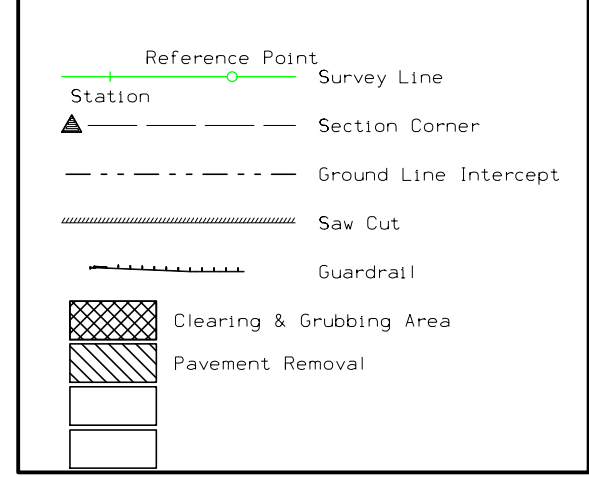 Reference Point
Survey Line
Station
Section Corner
Ground Line Intercept
Saw Cut
Guardrail
Clearing & Grubbing Area
Pavement Removal